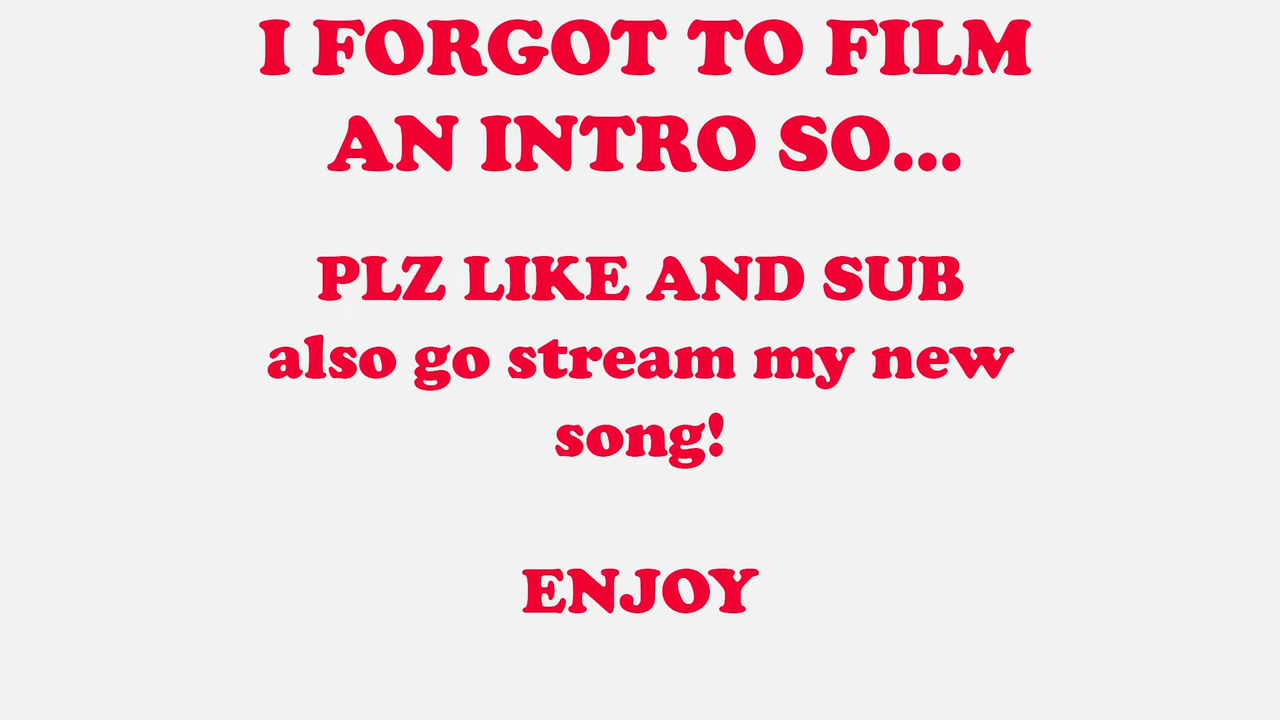 I FORGOT TO FILM
AN INTRO SO...
PLZ LIKE AND SUB
also go stream my new
song!
ENJOY